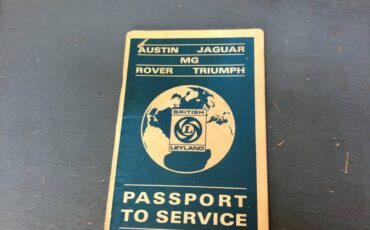 AUSTIN JAGUAR
MG
ROVER TRIUMPH
BRITISH
L
LEYLAND
PASSPORT
TO SERVICE